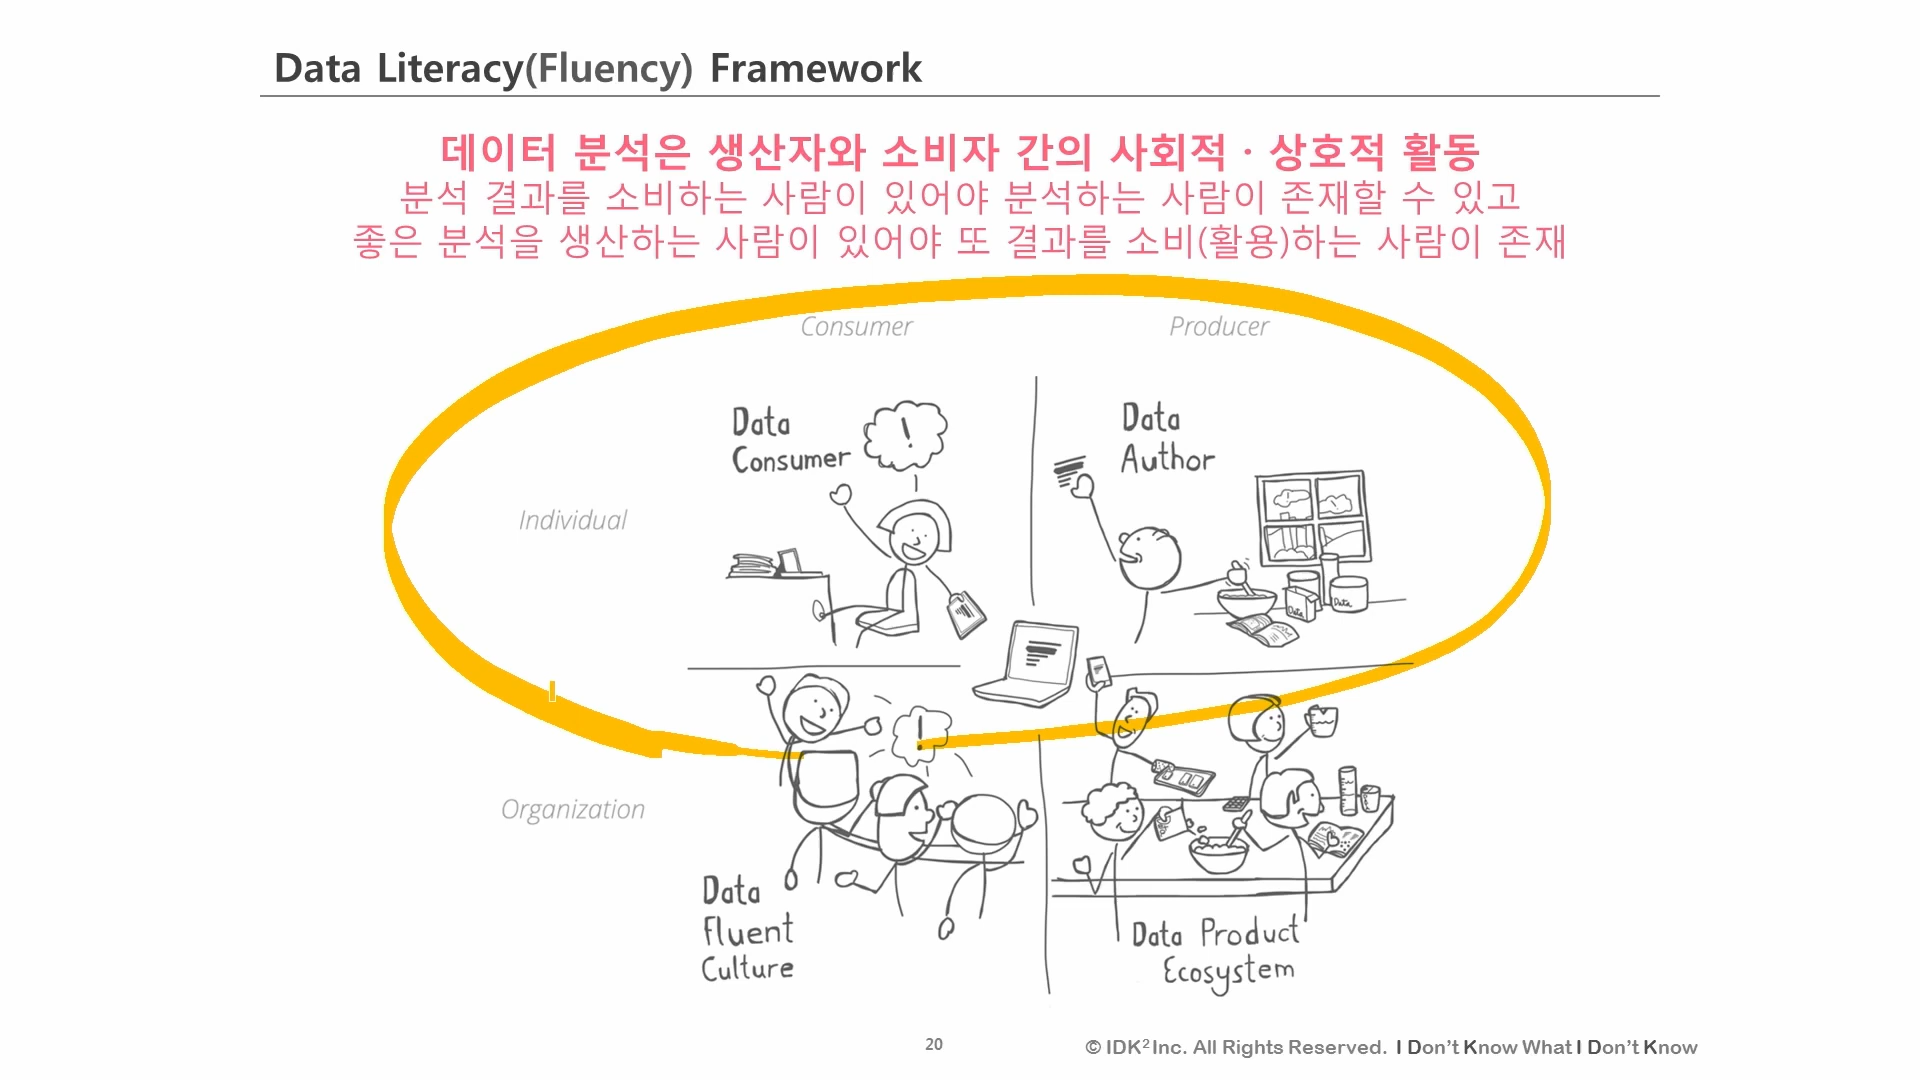 Data Literacy(Fluency) Framework
데이터 분석은 생산자와 소비자 간의 사회적 · 상호적 활동
분석 결과를 소비하는 사람이 있어야 분석하는 사람이 존재할 수 있고
좋은 분석을 생산하는 사람이 있어야 또 결과를 소비(활용)하는 사람이 존재
Consumer
Producer
Data
Consumer
!
Data
Author
Individual
Data
Data
!
Organization
Data
Fluent
Culture
Data Product
Ecosystem
20
© IDK² Inc. All Rights Reserved. I Don't Know What I Don't Know